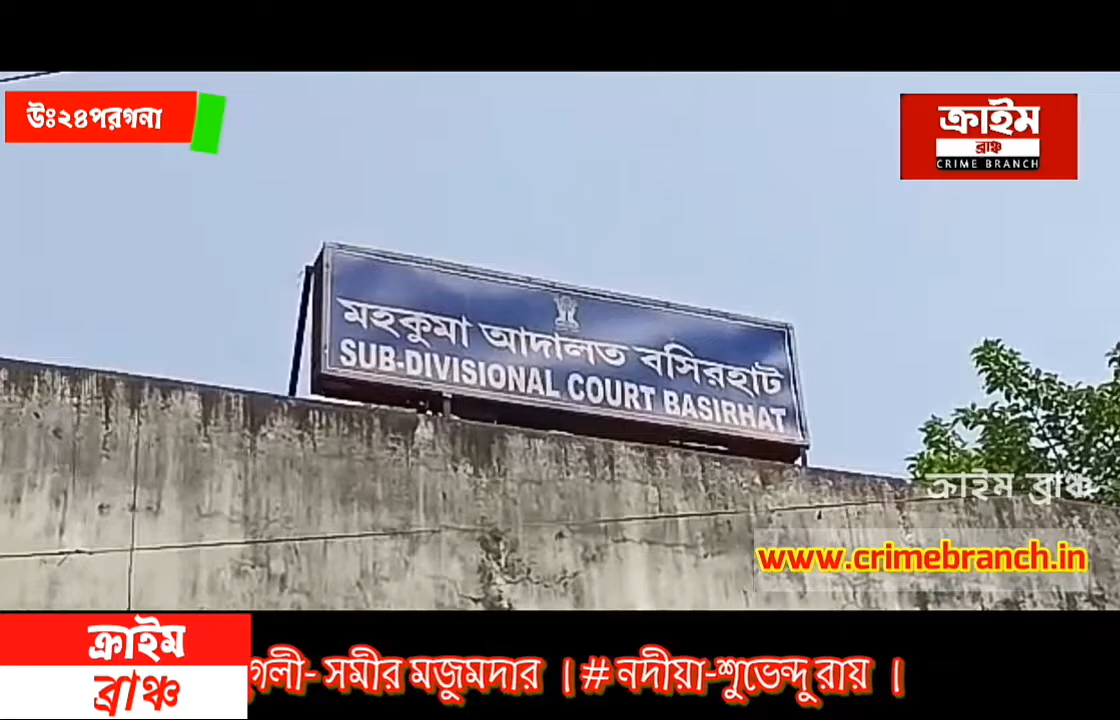 উঃ২৪পরগনা
ক্রাইম
ব্রাঞ্চ
CRIME BRANCH
মহকুমা আদালত বসিরহাট
SUB-DIVISIONAL COURT BASIRHAT
ক্রাইম ব্রাঞ্চ
www.crimebranch.in
ক্রাইম
ব্রাঞ্চ
- সমীর মজুমদার । # নদীয়া-শুভেন্দু রায় ।